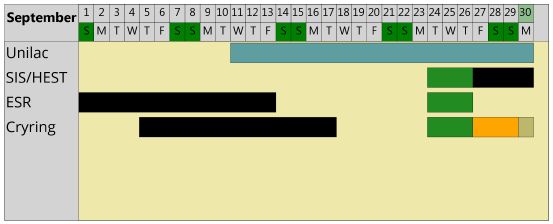 September 1 2 3 4 5 6 7 8 9 10 11 12 13 14 15 16 17 18 19 20 21 22 23 24 25 26 27 28 29 30
S M T W T F S S M T W T F S S M T W T F S S M T W T F S S M
Unilac
SIS/HEST
ESR
Cryring